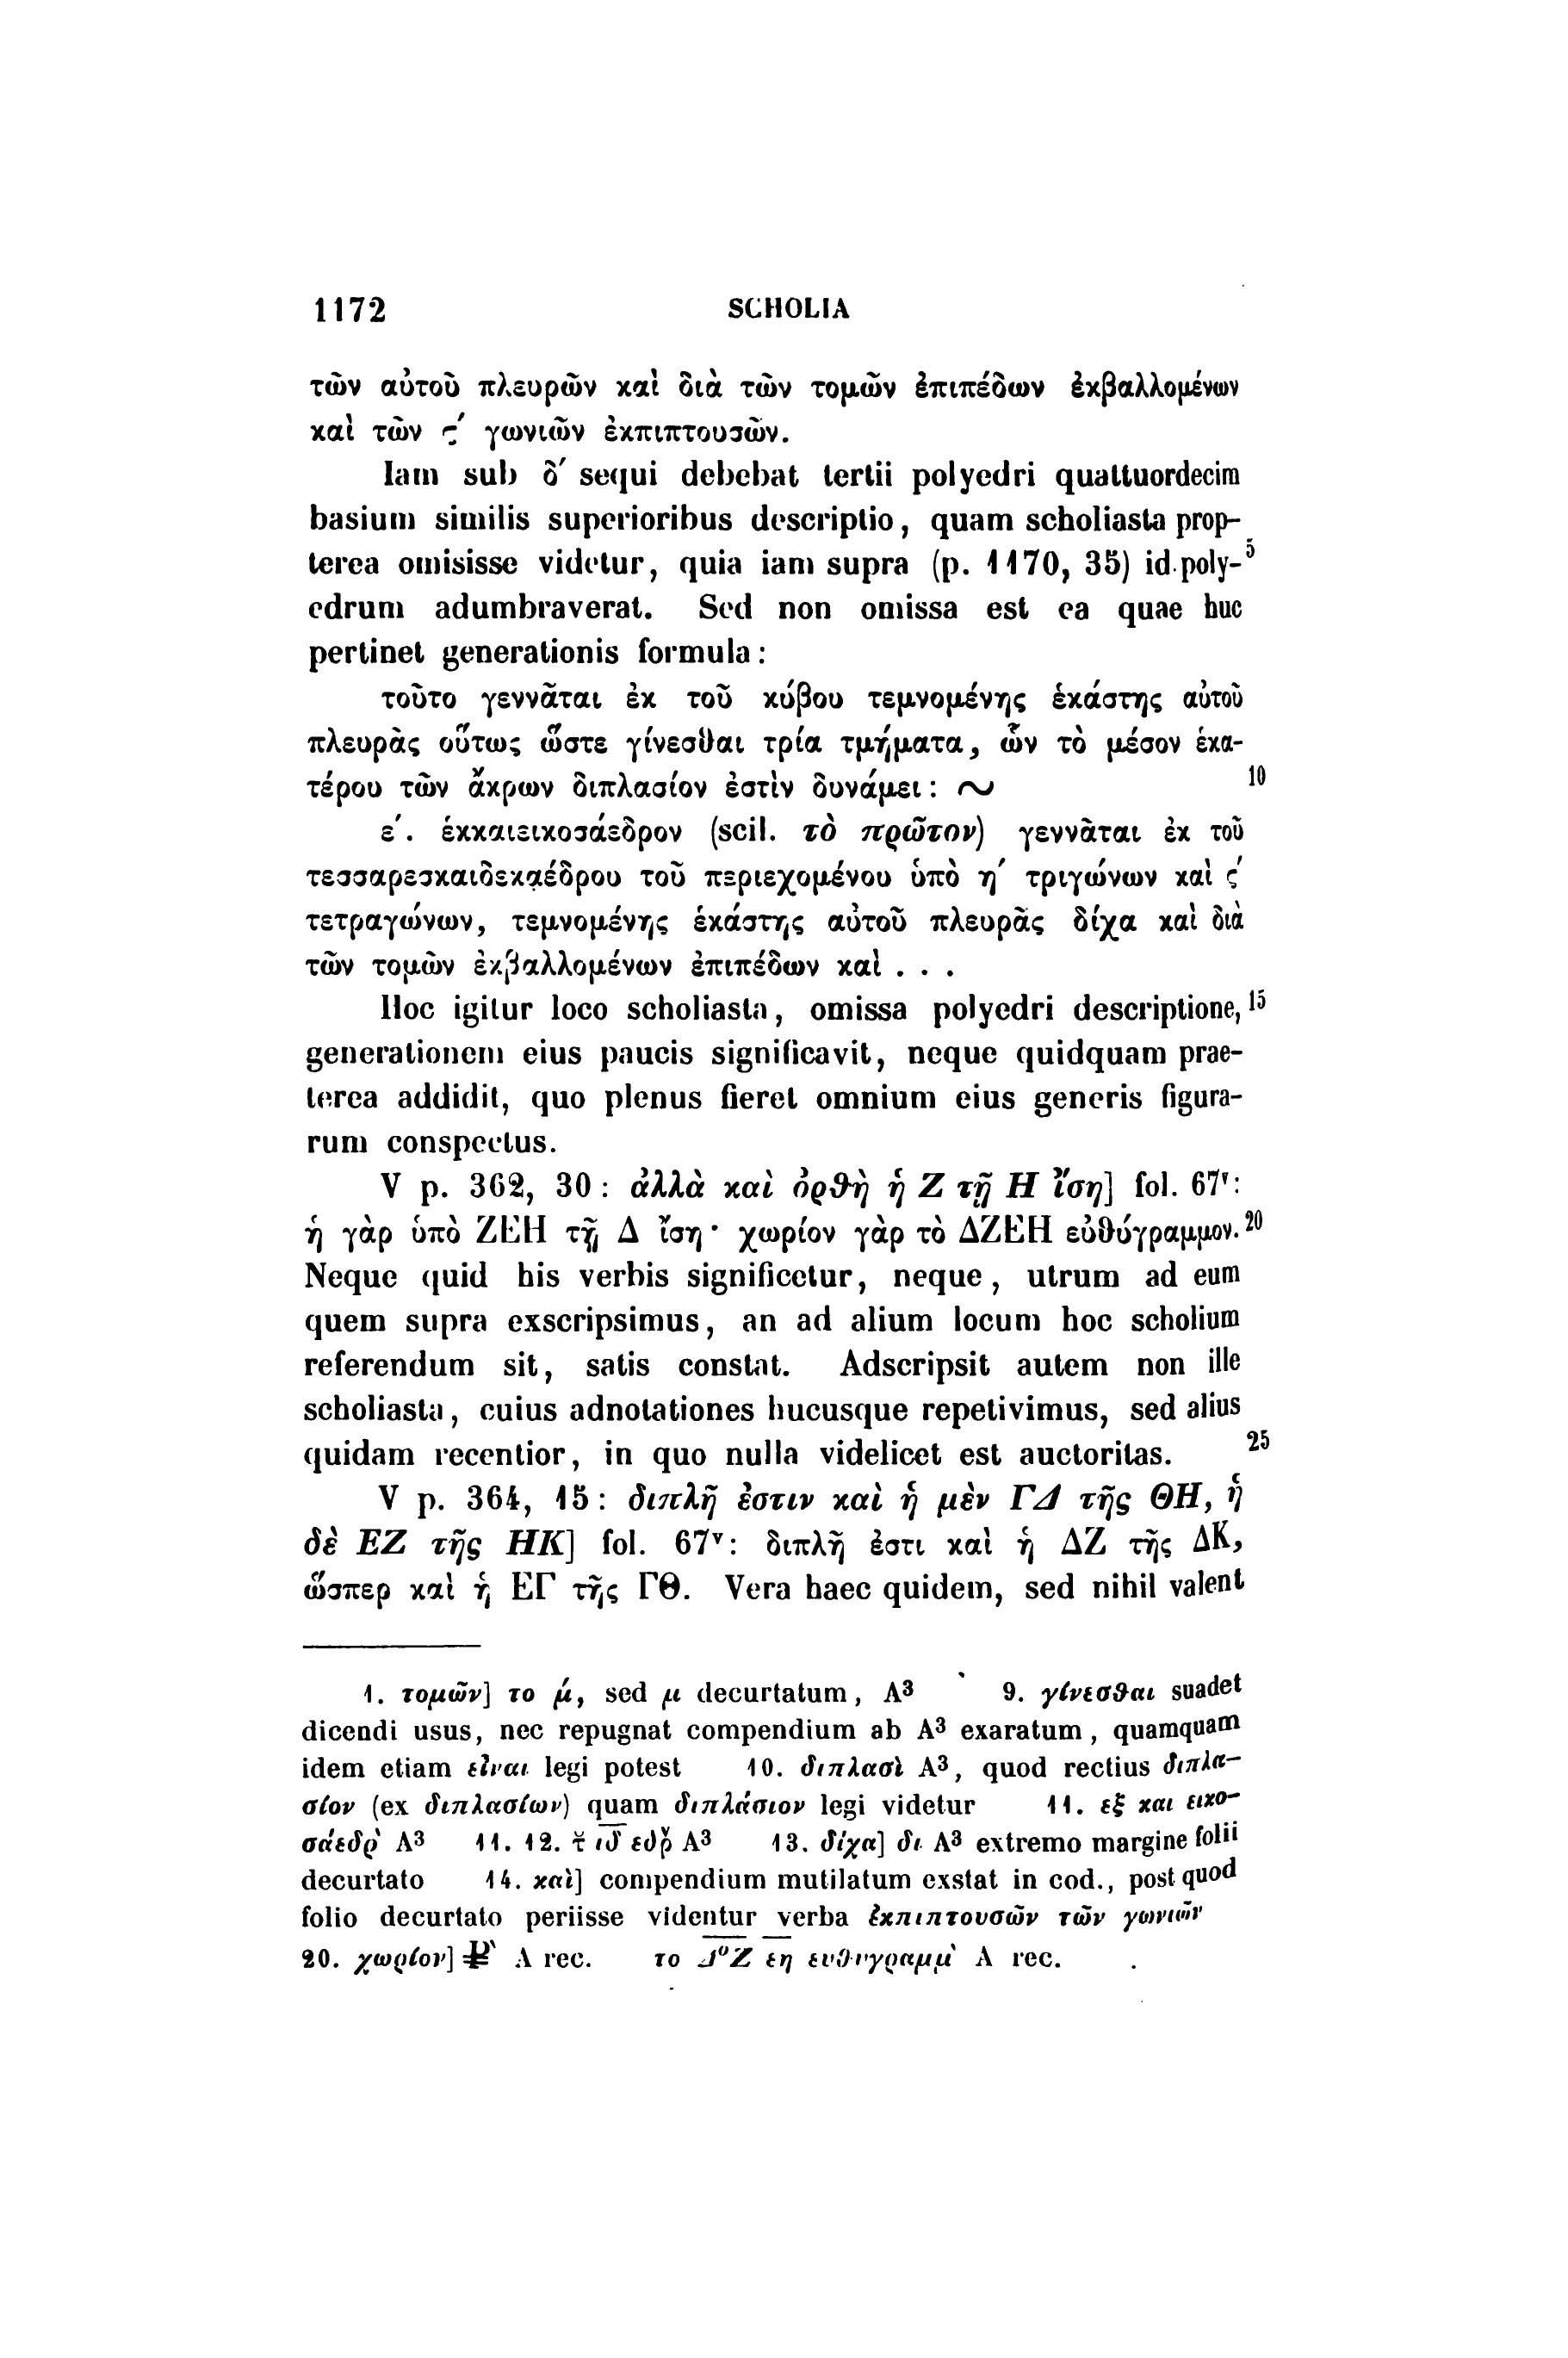 1172 SCHOLIA
τῶν αὐτοῦ πλευρῶν καὶ διὰ τῶν τομῶν ἐπιπέδων ἐκβαλλομένων
καὶ τῶν ϛʹ γωνιῶν ἐκπιπτουσῶν.
Iam sub δʹ sequi debebat tertii polyedri quattuordecim
basium similis superioribus descriptio, quam scholiasta prop-
terea omisisse videtur, quia iam supra (p. 1170, 35) id poly- 5
edrum adumbraverat. Sed non omissa est ea quae huc
pertinet generationis formula:
τοῦτο γεννᾶται ἐκ τοῦ κύβου τεμνομένης ἑκάστης αὐτοῦ
πλευρᾶς οὕτως ὥστε γίνεσθαι τρία τμήματα, ὧν τὸ μέσον ἑκα-
τέρου τῶν ἄκρων διπλασίον ἐστὶν δυνάμει: ~ 10
εʹ. ἑκκαιεικοσάεδρον (scil. τὸ πρῶτον) γεννᾶται ἐκ τοῦ
τεσσαρεσκαιδεκαέδρου τοῦ περιεχομένου ὑπὸ ηʹ τριγώνων καὶ ϛʹ
τετραγώνων, τεμνομένης ἑκάστης αὐτοῦ πλευρᾶς δίχα καὶ διὰ
τῶν τομῶν ἐκβαλλομένων ἐπιπέδων καὶ . . .
Hoc igitur loco scholiasta, omissa polyedri descriptione, 15
generationem eius paucis significavit, neque quidquam prae-
terea addidit, quo plenus fieret omnium eius generis figura-
rum conspectus.
V p. 362, 30: ἀλλὰ καὶ ὀρθὴ ἡ Ζ τῇ Η ἴση] fol. 67ʳ:
ἡ γὰρ ὑπὸ ΖΕΗ τῇ Δ ἴση· χωρίον γὰρ τὸ ΔΖΕΗ εὐθύγραμμον. 20
Neque quid his verbis significetur, neque, utrum ad eum
quem supra exscripsimus, an ad alium locum hoc scholium
referendum sit, satis constat. Adscripsit autem non ille
scholiasta, cuius adnotationes hucusque repetivimus, sed alius
quidam recentior, in quo nulla videlicet est auctoritas. 25
V p. 364, 15: διπλῆ ἐστιν καὶ ἡ μὲν ΓΔ τῆς ΘΗ, ἡ
δὲ ΕΖ τῆς ΗΚ] fol. 67ᵛ: διπλῆ ἐστι καὶ ἡ ΔΖ τῆς ΔΚ,
ὥσπερ καὶ ἡ ΕΓ τῆς ΓΘ. Vera haec quidem, sed nihil valent
1. τομῶν] το μ́, sed μ decurtatum, A³ 9. γίνεσθαι suadet
dicendi usus, nec repugnat compendium ab A³ exaratum, quamquam
idem etiam εἶναι legi potest 10. διπλασὶ A³, quod rectius διπλα-
σίον (ex διπλασίων) quam διπλάσιον legi videtur 11. εξ και εικο-
σάεδρ̀ A³ 11. 12. τ ιδ εδρ A³ 13. δίχα] δι A³ extremo margine folii
decurtato 14. καὶ] compendium mutilatum exstat in cod., post quod
folio decurtato periisse videntur verba ἐκπιπτουσῶν τῶν γωνιῶν
20. χωρίον] A rec. το ΔºΖ εη ευθυγραμμ̀ A rec.